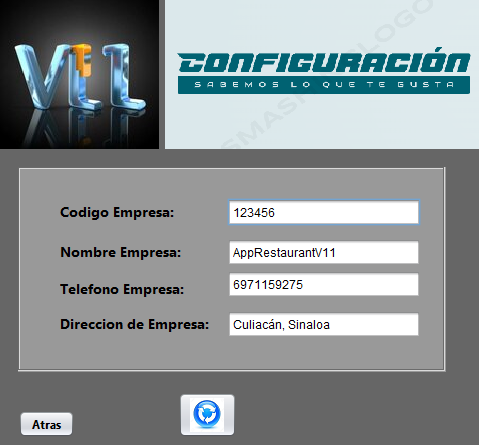 V11
CONFIGURACIÓN
SABEMOS LO QUE TE GUSTA
Codigo Empresa: 123456
Nombre Empresa: AppRestaurantV11
Telefono Empresa: 6971159275
Direccion de Empresa: Culiacán, Sinaloa
Atras